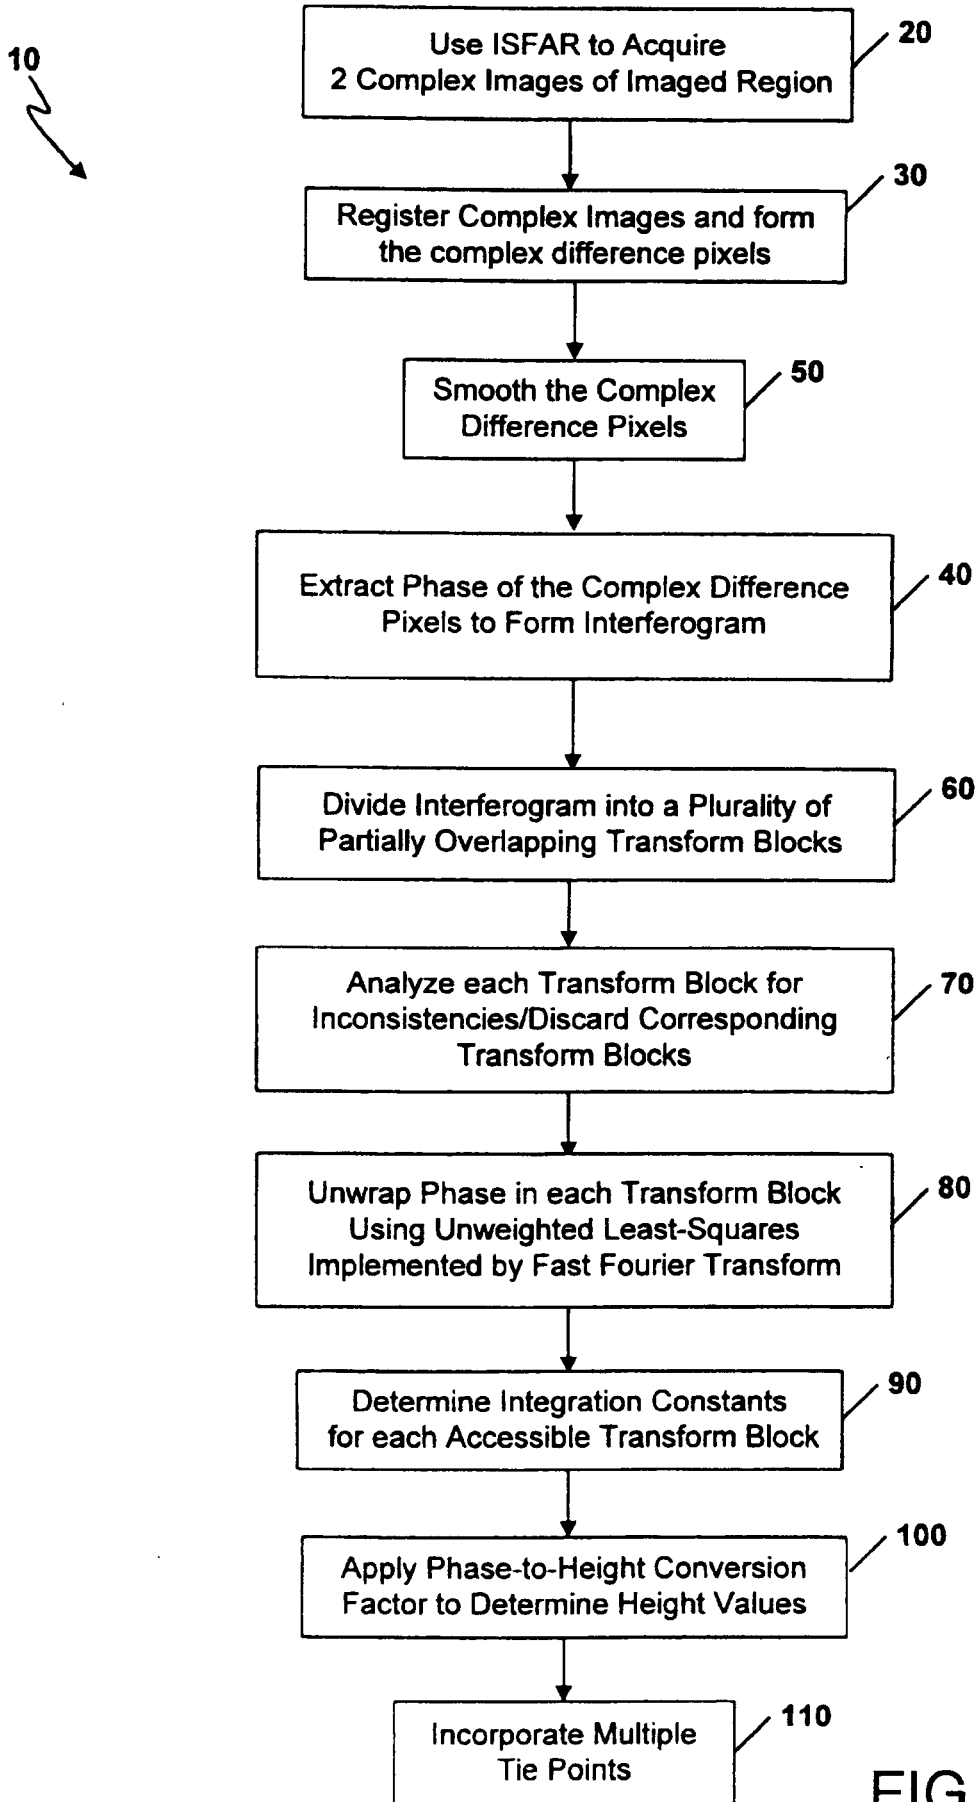 10
Use ISFAR to Acquire
2 Complex Images of Imaged Region
20
Register Complex Images and form
the complex difference pixels
30
Smooth the Complex
Difference Pixels
50
Extract Phase of the Complex Difference
Pixels to Form Interferogram
40
Divide Interferogram into a Plurality of
Partially Overlapping Transform Blocks
60
Analyze each Transform Block for
Inconsistencies/Discard Corresponding
Transform Blocks
70
Unwrap Phase in each Transform Block
Using Unweighted Least-Squares
Implemented by Fast Fourier Transform
80
Determine Integration Constants
for each Accessible Transform Block
90
Apply Phase-to-Height Conversion
Factor to Determine Height Values
100
Incorporate Multiple
Tie Points
110
FIG